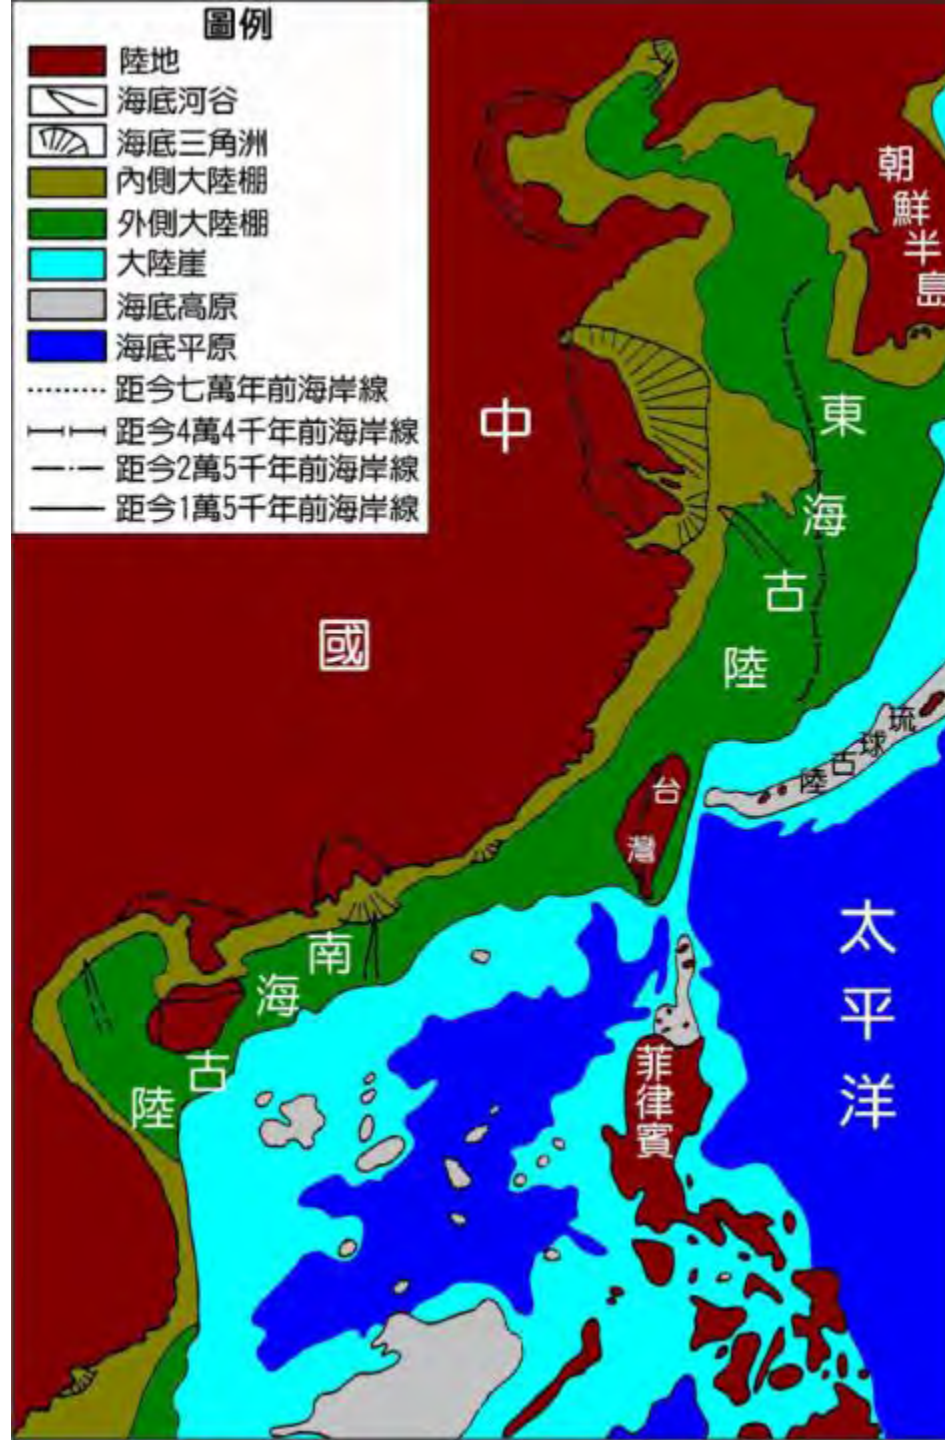 圖例
陸地
海底河谷
海底三角洲
內側大陸棚
外側大陸棚
大陸崖
海底高原
海底平原
距今七萬年前海岸線
距今4萬4千年前海岸線
距今2萬5千年前海岸線
距今1萬5千年前海岸線
朝鮮半島
中國
東海古陸
琉球古陸
台灣
南海古陸
太平洋
菲律賓